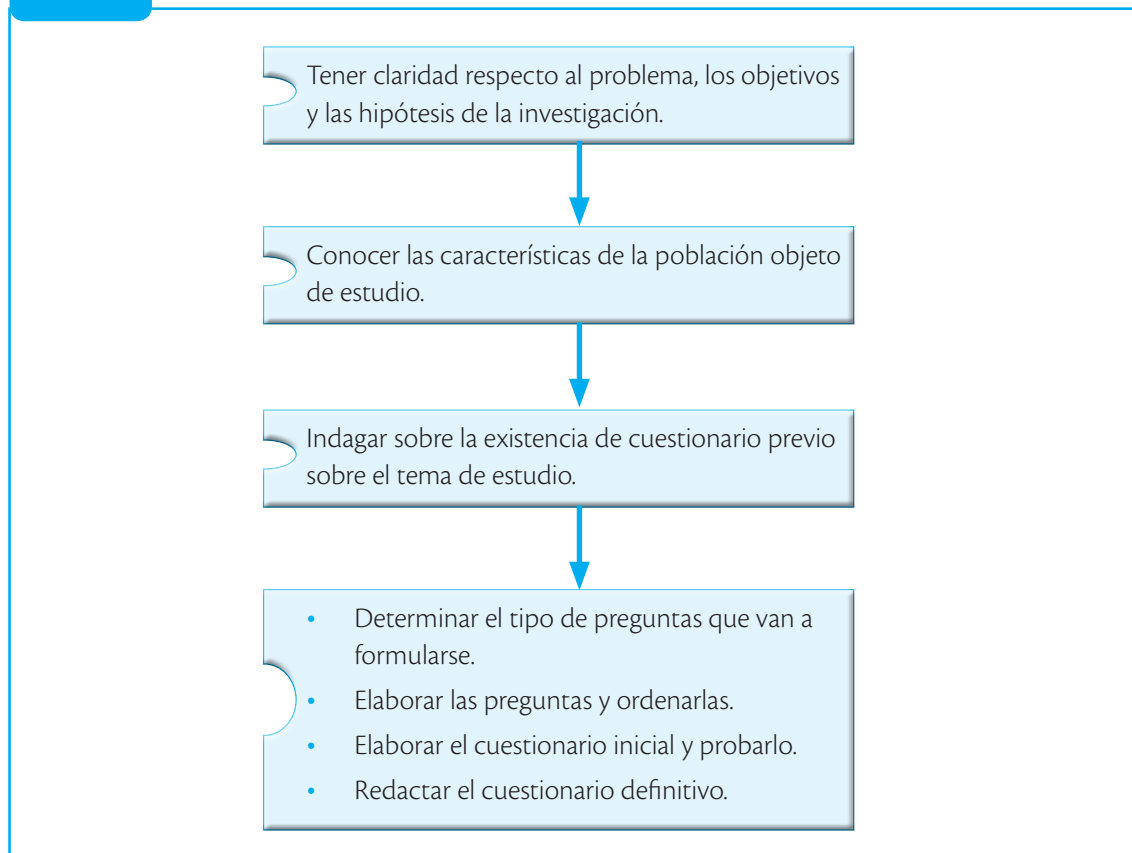 Tener claridad respecto al problema, los objetivos
y las hipótesis de la investigación.
Conocer las características de la población objeto
de estudio.
Indagar sobre la existencia de cuestionario previo
sobre el tema de estudio.
• Determinar el tipo de preguntas que van a
formularse.
• Elaborar las preguntas y ordenarlas.
• Elaborar el cuestionario inicial y probarlo.
• Redactar el cuestionario definitivo.